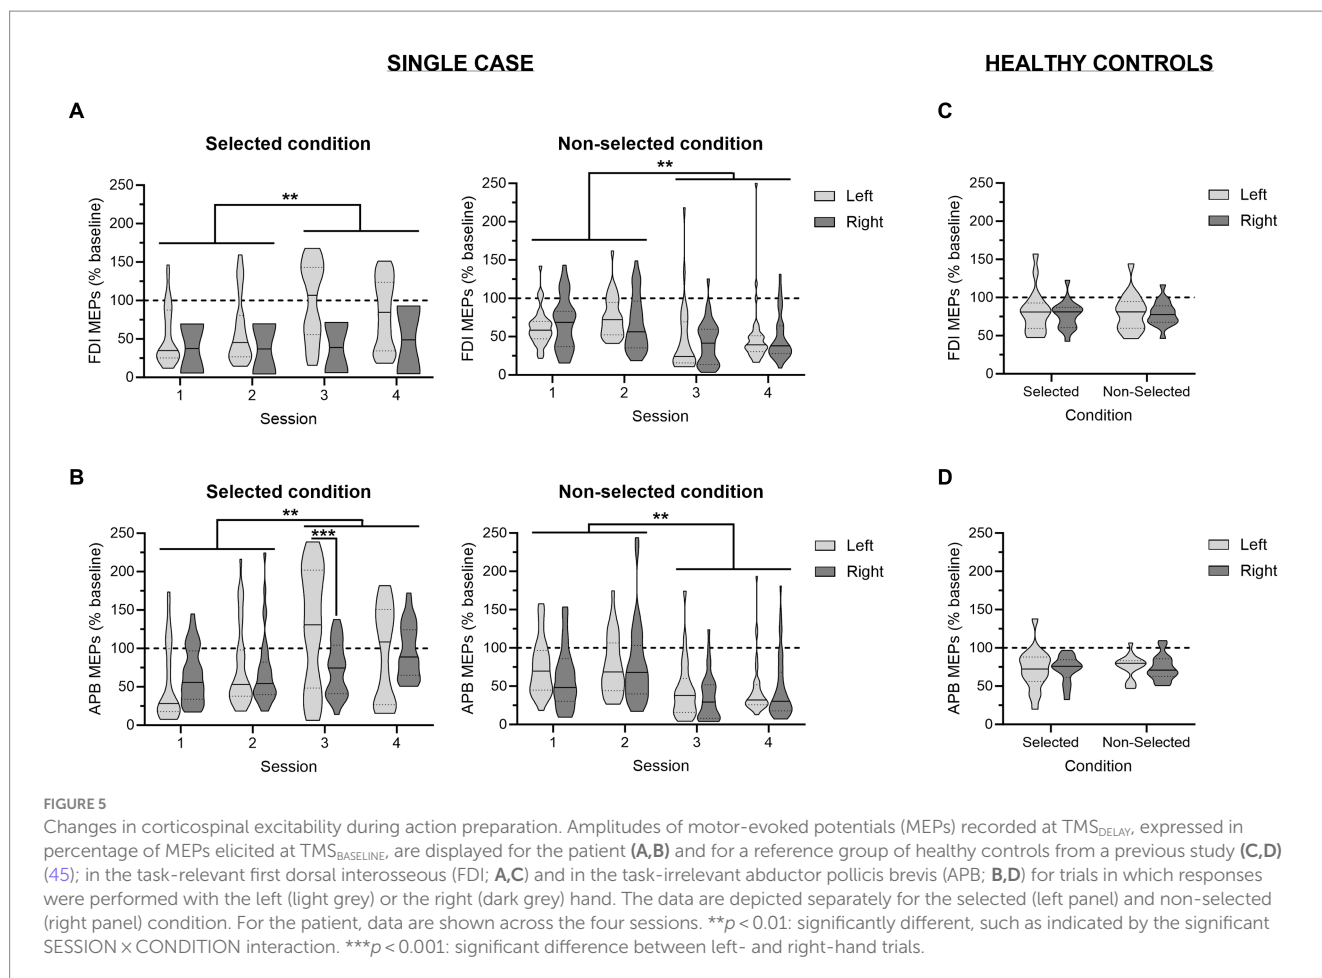 SINGLE CASE
HEALTHY CONTROLS
A
Selected condition
**
250
200
150
100
50
0
FDI MEPs (% baseline)
1 2 3 4
Session
Non-selected condition
**
250
200
150
100
50
0
FDI MEPs (% baseline)
1 2 3 4
Session
Left
Right
C
250
200
150
100
50
0
FDI MEPs (% baseline)
Selected Non-Selected
Condition
Left
Right
B
Selected condition
**
***
250
200
150
100
50
0
APB MEPs (% baseline)
1 2 3 4
Session
Non-selected condition
**
250
200
150
100
50
0
APB MEPs (% baseline)
1 2 3 4
Session
Left
Right
D
250
200
150
100
50
0
APB MEPs (% baseline)
Selected Non-Selected
Condition
Left
Right
FIGURE 5
Changes in corticospinal excitability during action preparation. Amplitudes of motor-evoked potentials (MEPs) recorded at TMSDELAY, expressed in
percentage of MEPs elicited at TMSBASELINE, are displayed for the patient (A,B) and for a reference group of healthy controls from a previous study (C,D)
(45); in the task-relevant first dorsal interosseous (FDI; A,C) and in the task-irrelevant abductor pollicis brevis (APB; B,D) for trials in which responses
were performed with the left (light grey) or the right (dark grey) hand. The data are depicted separately for the selected (left panel) and non-selected
(right panel) condition. For the patient, data are shown across the four sessions. **p < 0.01: significantly different, such as indicated by the significant
SESSION × CONDITION interaction. ***p < 0.001: significant difference between left- and right-hand trials.